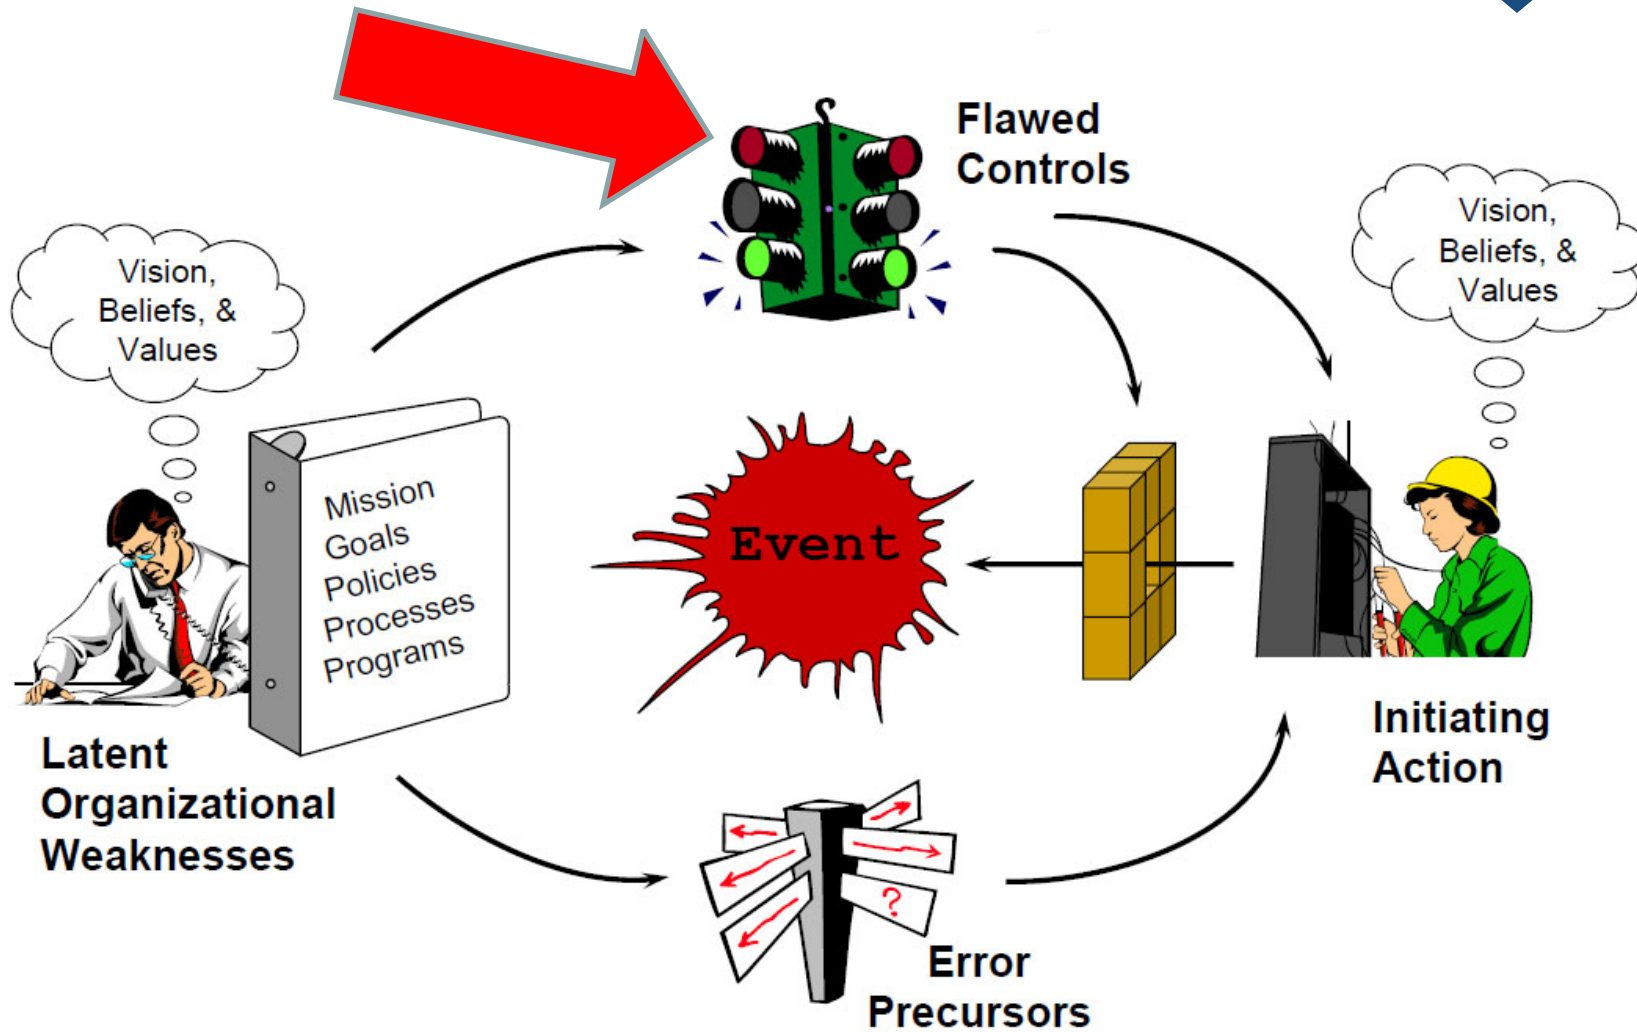 Flawed
Controls
Vision,
Beliefs, &
Values
Vision,
Beliefs, &
Values
Mission
Goals
Policies
Processes
Programs
Event
Latent
Organizational
Weaknesses
Initiating
Action
?
Error
Precursors